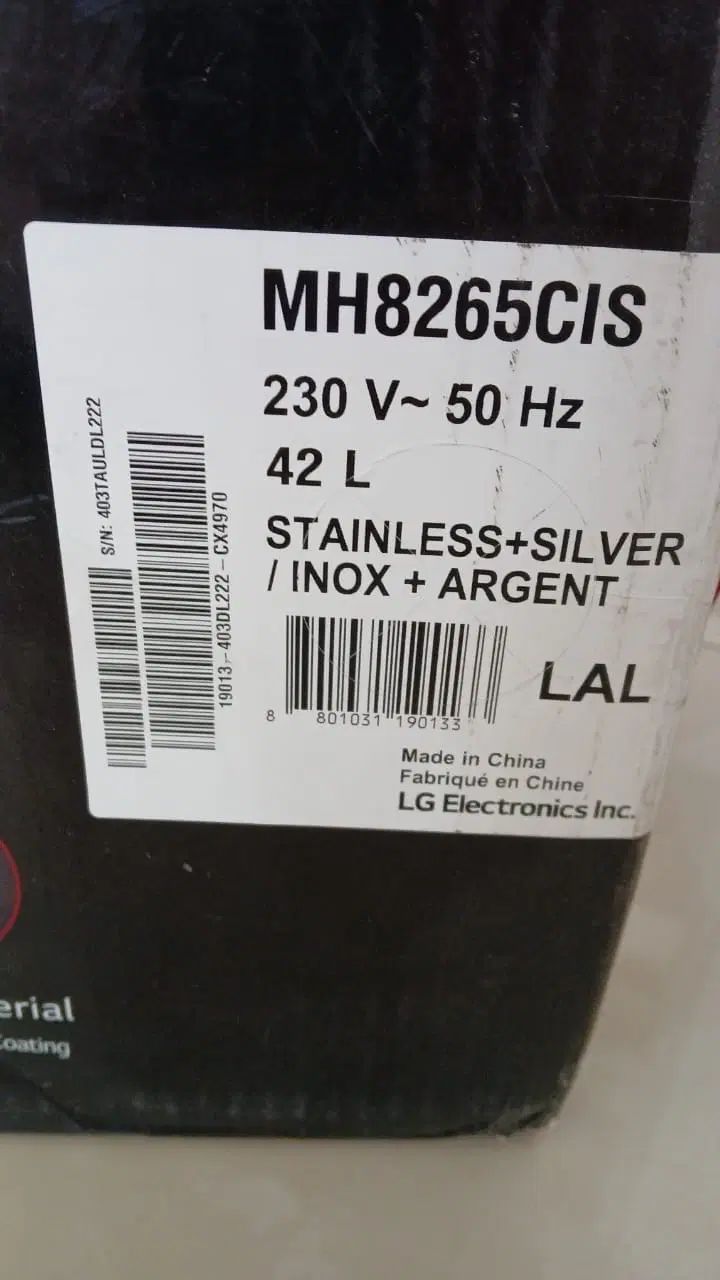 MH8265CIS
230 V~ 50 Hz
42 L
STAINLESS+SILVER
/ INOX + ARGENT
8 801031 190133
LAL
Made in China
Fabriqué en Chine
LG Electronics Inc.
S/N: 403TAULDL222
19013-403DL222-CX4970
erial
Coating